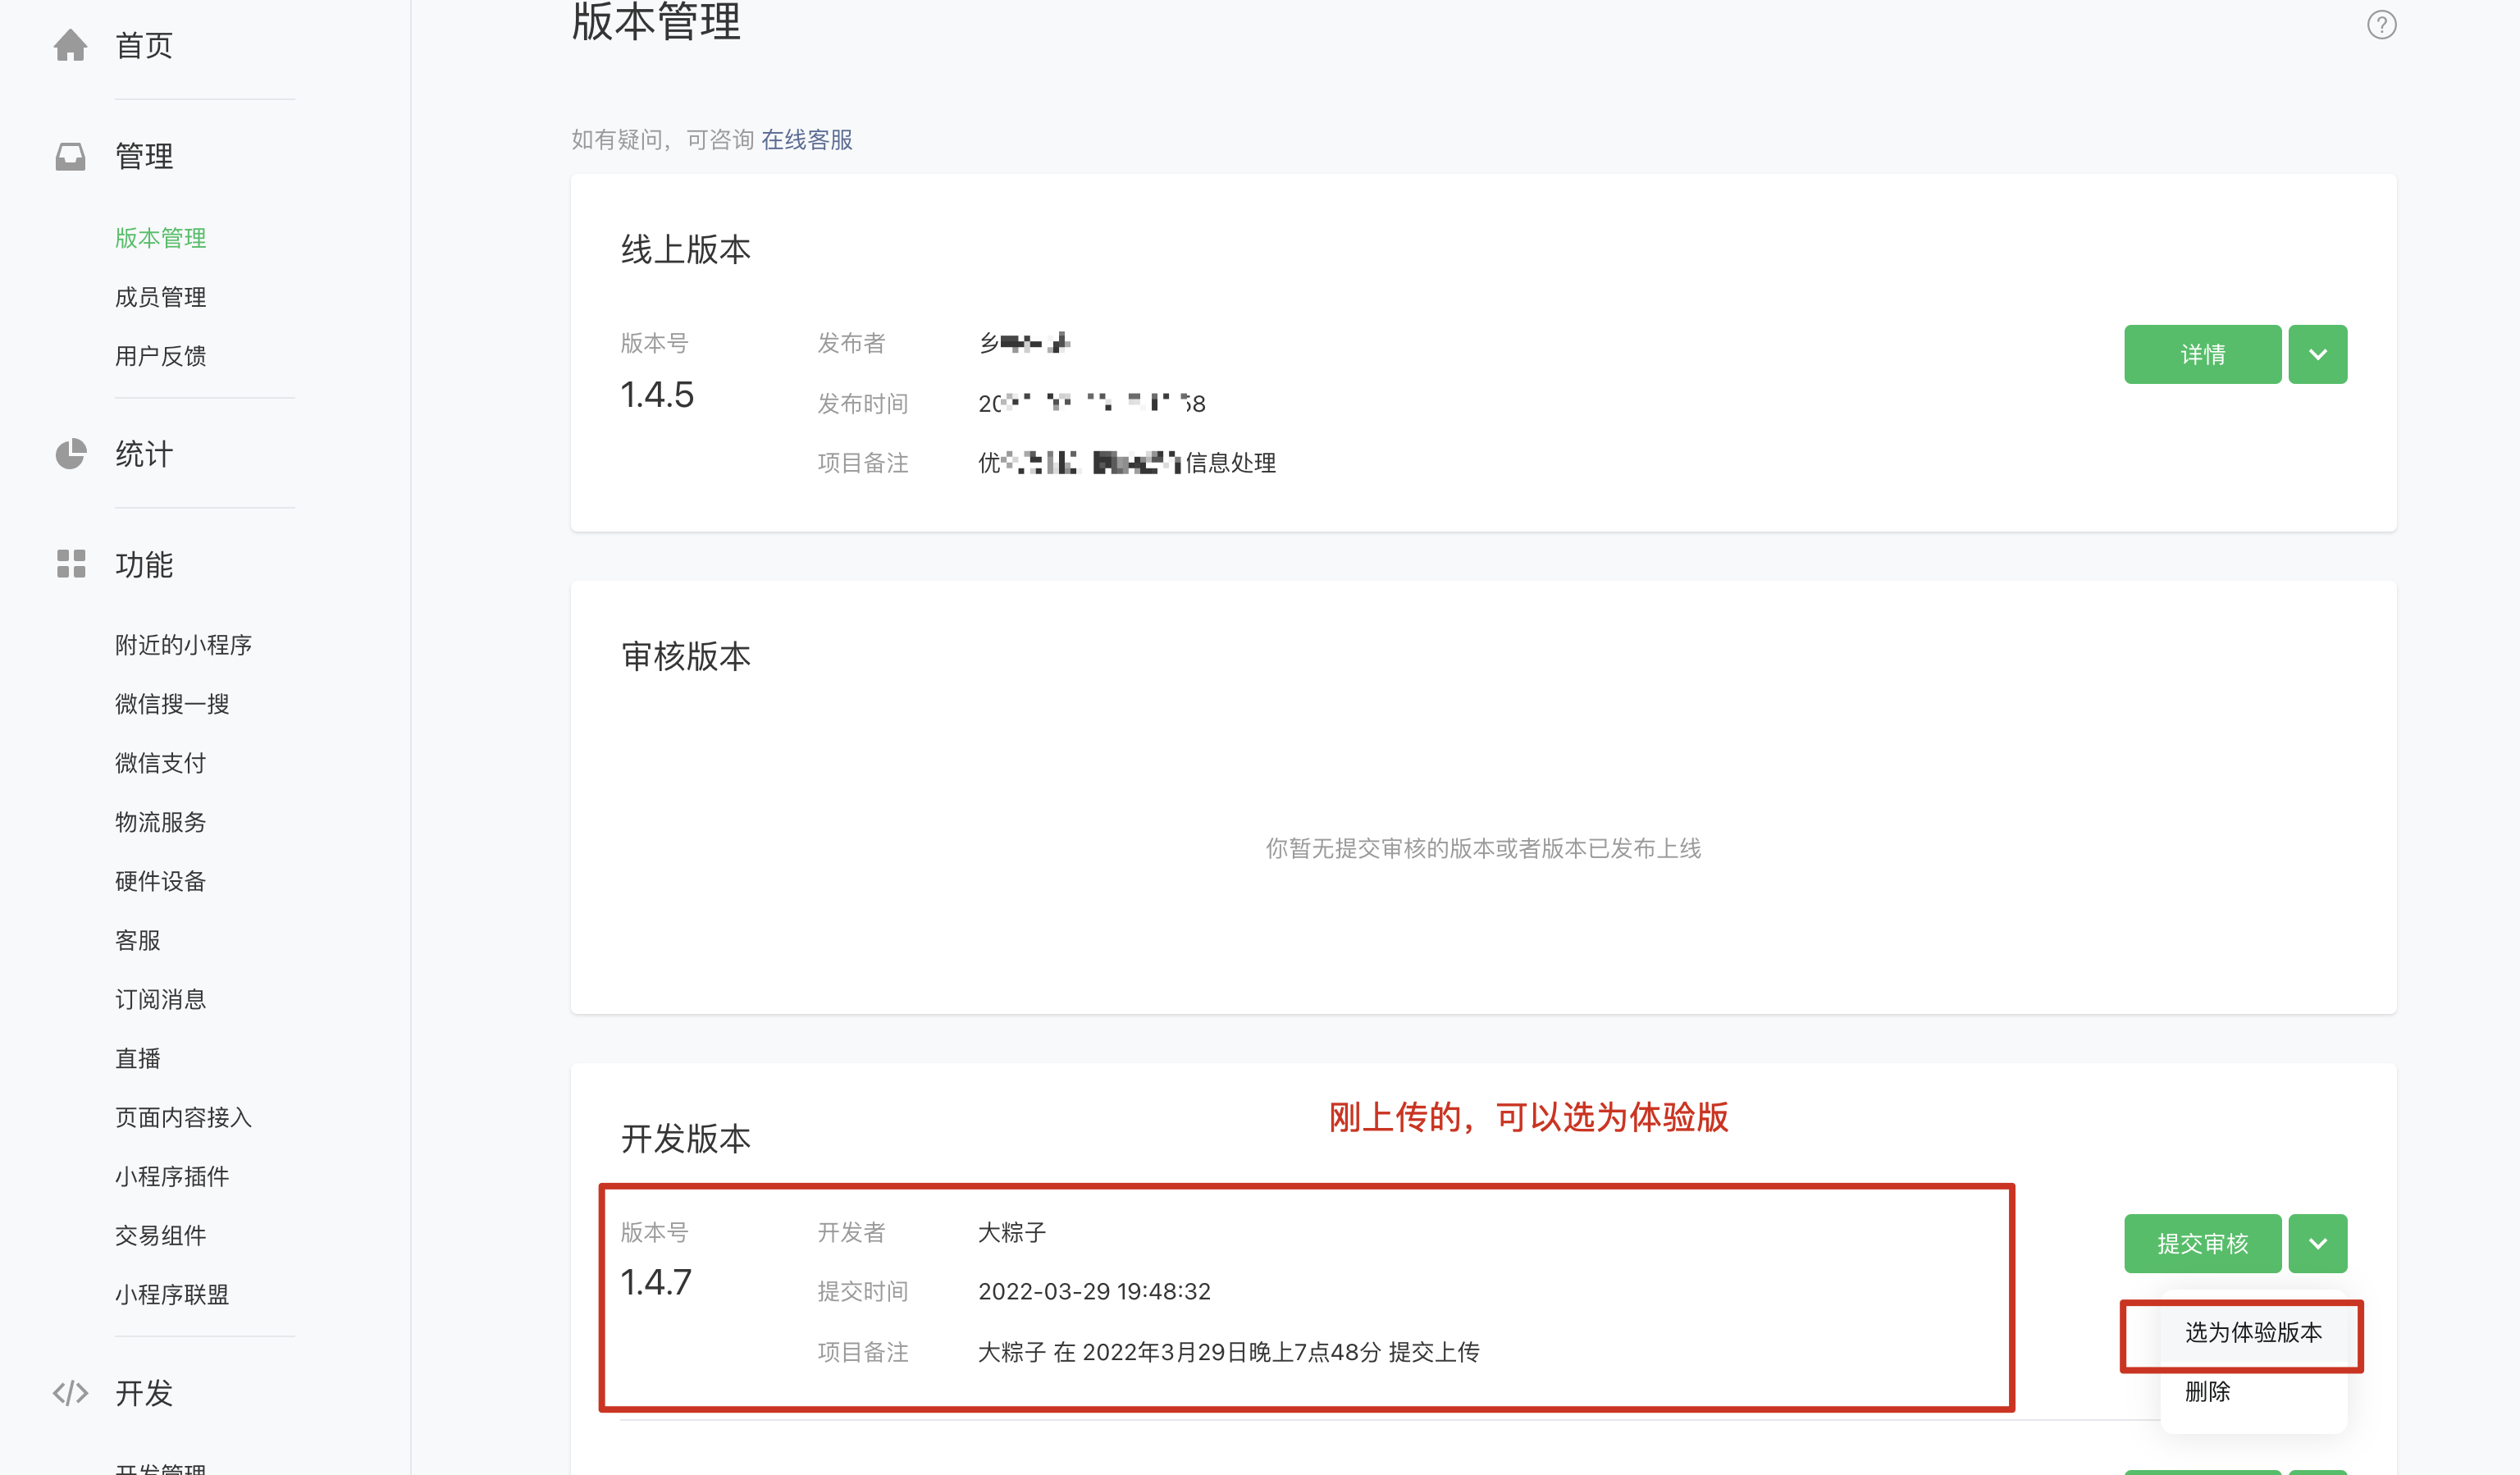 首页
管理
版本管理
成员管理
用户反馈
统计
功能
附近的小程序
微信搜一搜
微信支付
物流服务
硬件设备
客服
订阅消息
直播
页面内容接入
小程序插件
交易组件
小程序联盟
开发
开发管理
版本管理
?
如有疑问，可咨询 在线客服
线上版本
版本号
1.4.5
发布者 乡
发布时间
项目备注 优 信息处理
详情
审核版本
你暂无提交审核的版本或者版本已发布上线
刚上传的，可以选为体验版
开发版本
版本号
1.4.7
开发者 大粽子
提交时间 2022-03-29 19:48:32
项目备注 大粽子 在 2022年3月29日晚上7点48分 提交上传
提交审核
选为体验版本
删除